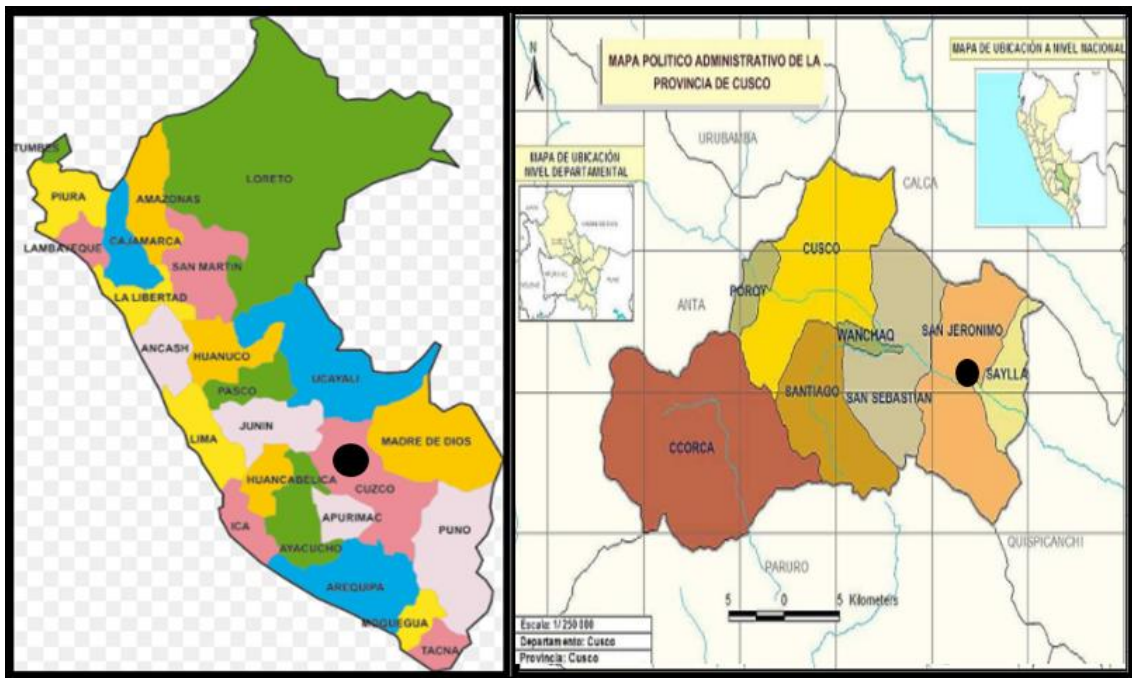 TUMBES
PIURA
LAMBAYEQUE
CAJAMARCA
AMAZONAS
LORETO
SAN MARTIN
LA LIBERTAD
ANCASH
HUANUCO
PASCO
UCAYALI
LIMA
JUNIN
MADRE DE DIOS
HUANCABELICA
CUZCO
ICA
APURIMAC
AYACUCHO
PUNO
AREQUIPA
MOQUEGUA
TACNA
N
MAPA POLITICO ADMINISTRATIVO DE LA
PROVINCIA DE CUSCO
MAPA DE UBICACIÓN A NIVEL NACIONAL
MAPA DE UBICACIÓN
NIVEL DEPARTAMENTAL
URUBAMBA
CALCA
ANTA
CUSCO
POROY
WANCHAQ
SAN JERONIMO
SAYLLA
SANTIAGO
SAN SEBASTIAN
CCORCA
QUISPICANCHI
PARURO
5 0 5 Kilometers
Escala: 1/250 000
Departamento: Cusco
Provincia: Cusco